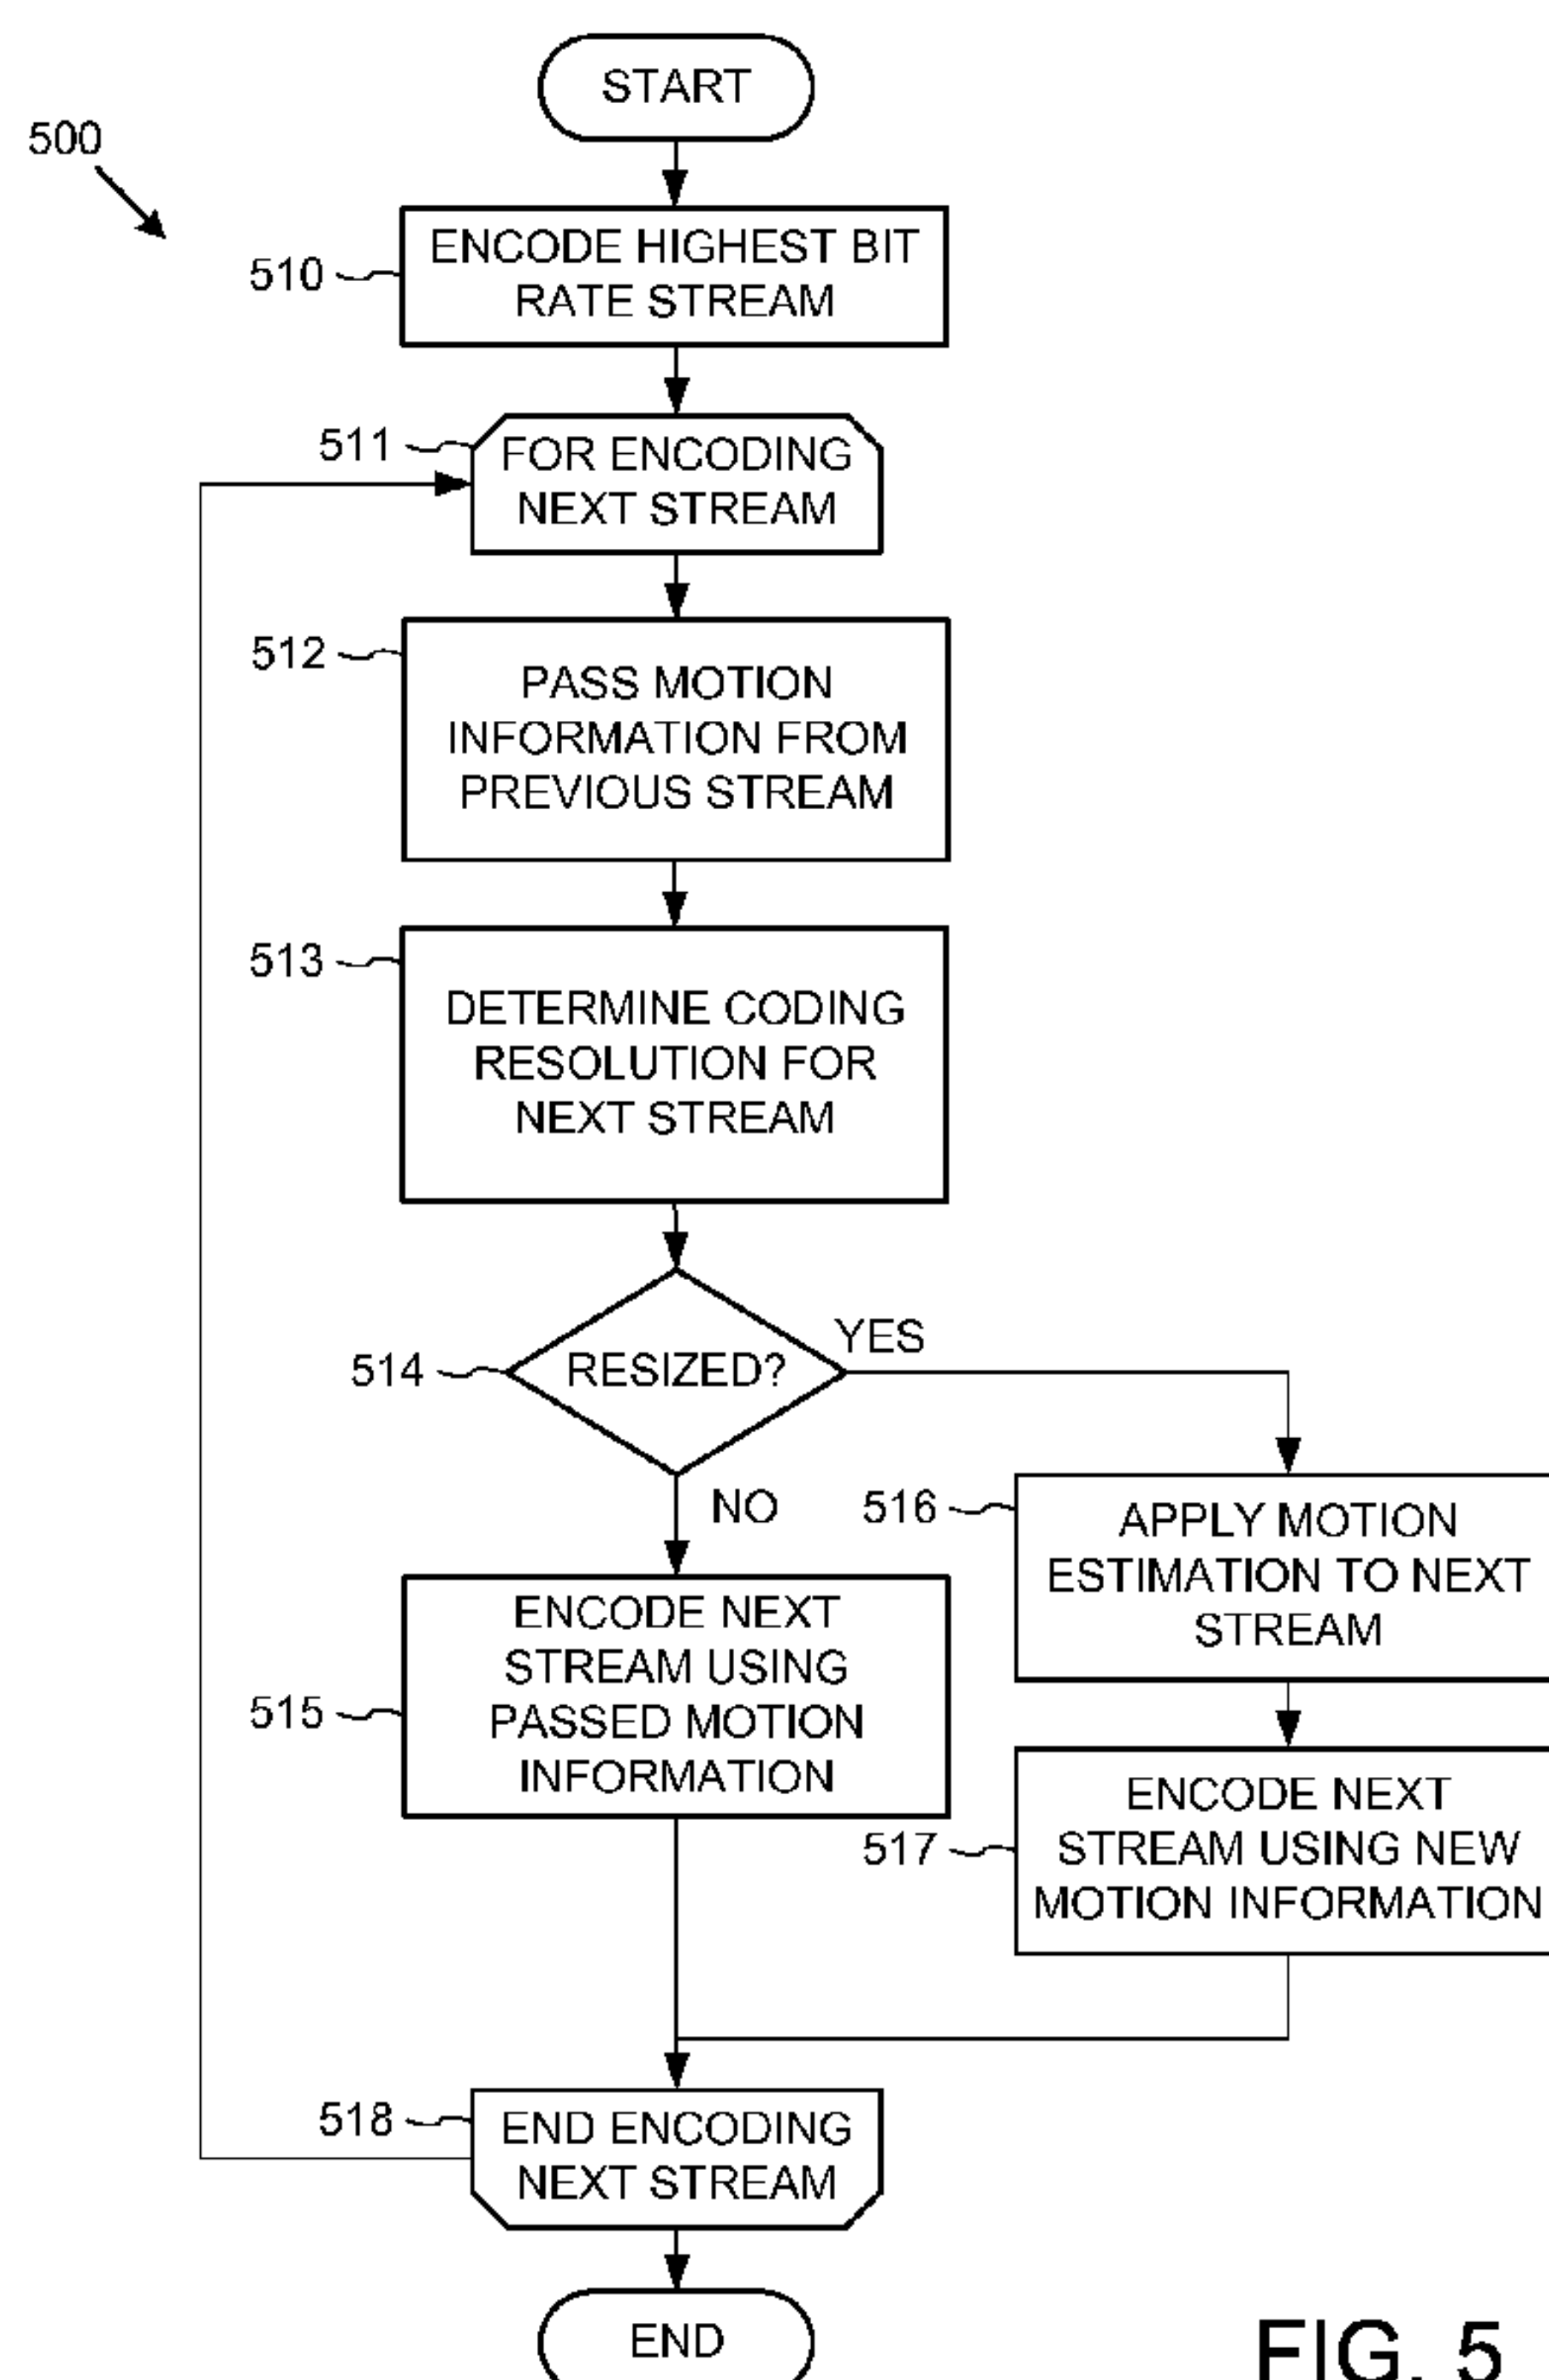 START
500
510
ENCODE HIGHEST BIT
RATE STREAM
511
FOR ENCODING
NEXT STREAM
512
PASS MOTION
INFORMATION FROM
PREVIOUS STREAM
513
DETERMINE CODING
RESOLUTION FOR
NEXT STREAM
514
RESIZED?
YES
NO
515
ENCODE NEXT
STREAM USING
PASSED MOTION
INFORMATION
516
APPLY MOTION
ESTIMATION TO NEXT
STREAM
517
ENCODE NEXT
STREAM USING NEW
MOTION INFORMATION
518
END ENCODING
NEXT STREAM
END
FIG. 5